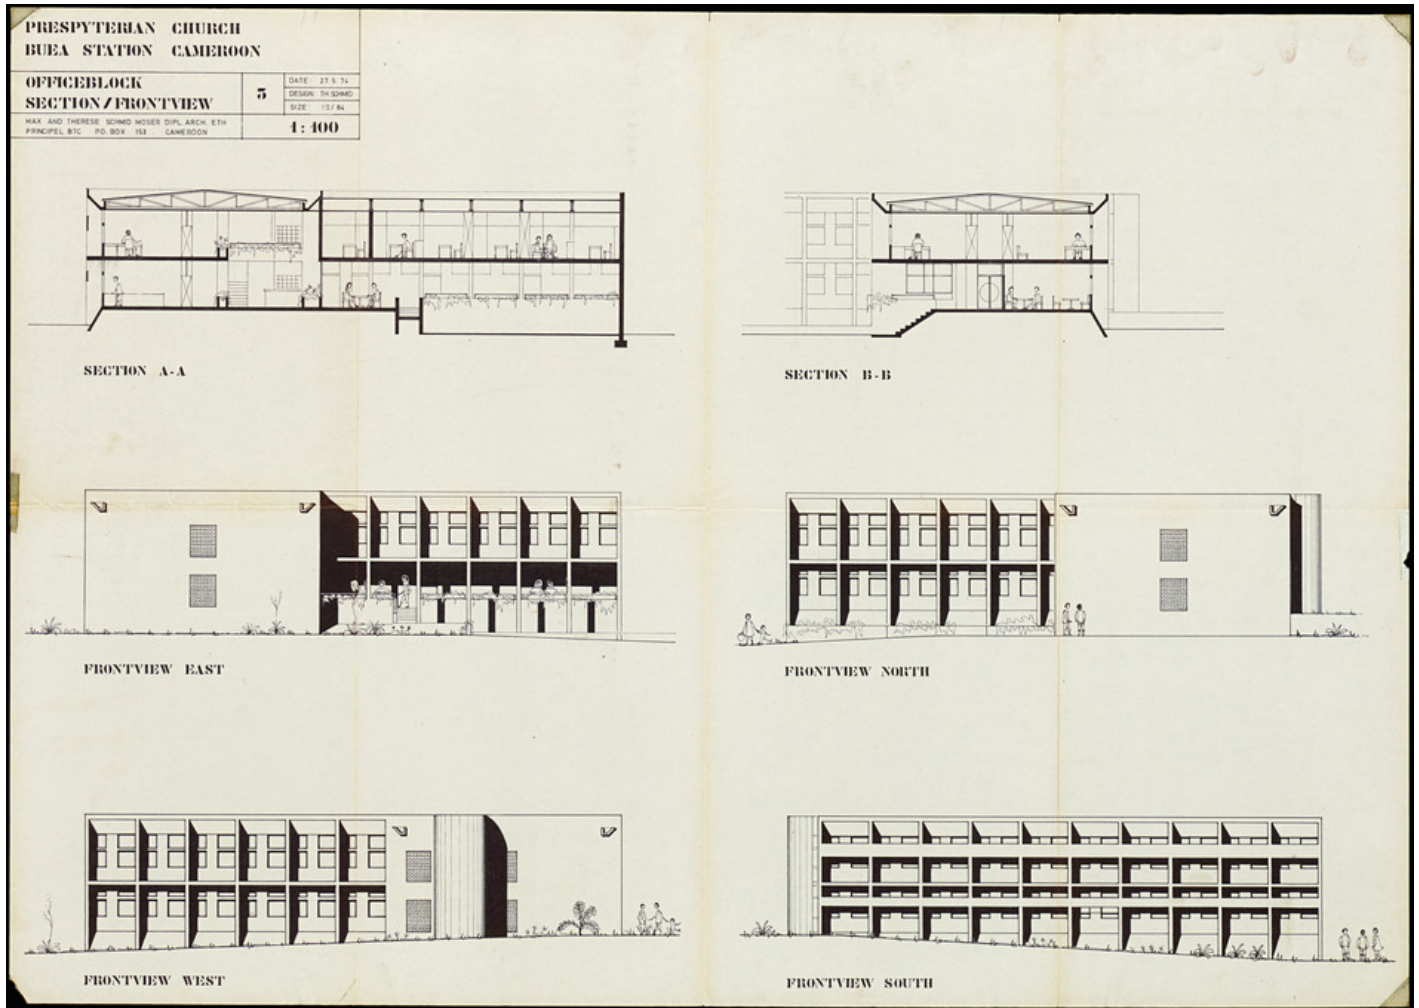 PRESPYTERIAN CHURCH
BUEA STATION CAMEROON
OFFICEBLOCK
SECTION/FRONTVIEW
3
DATE: 27.5.74
DESIGN: TH.SCHMID
SIZE:
MAX AND THERESE SCHMID MOSER DIPL. ARCH. ETH
PRINCIPEL BTC P.O. BOX 153 CAMEROON
1:100
SECTION A-A
SECTION B-B
FRONTVIEW EAST
FRONTVIEW NORTH
FRONTVIEW WEST
FRONTVIEW SOUTH